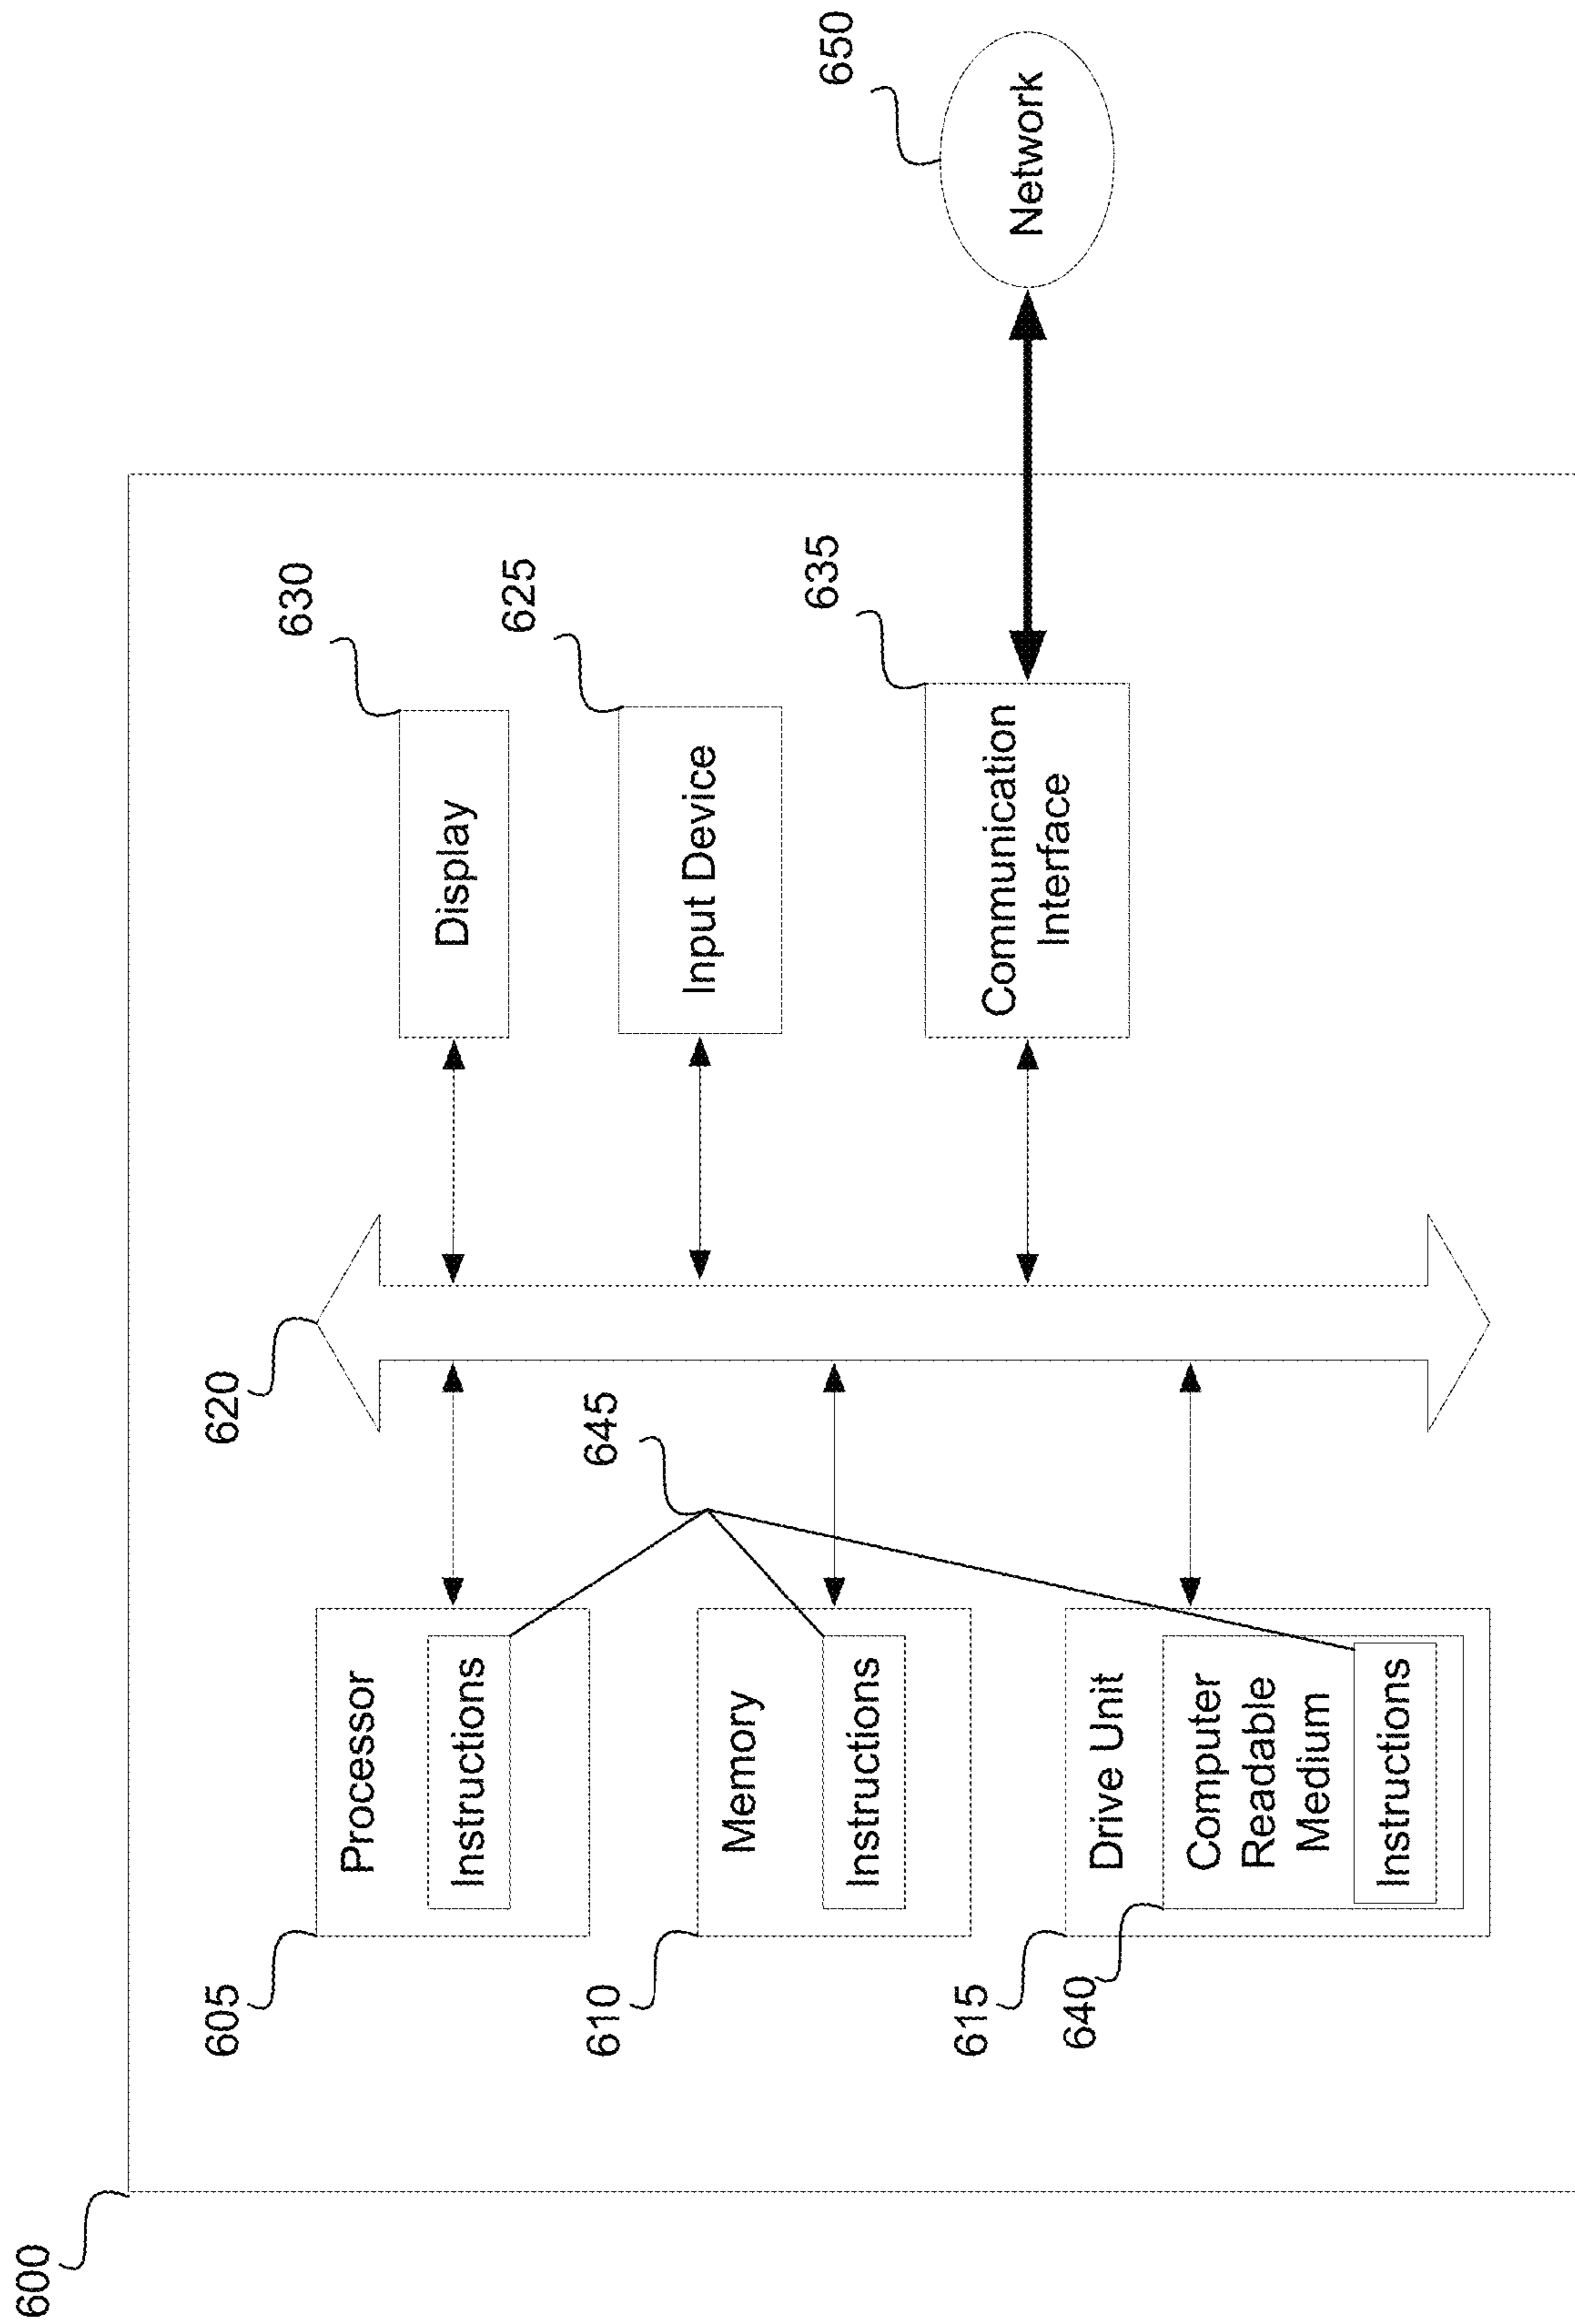 600
605
Processor
Instructions
610
Memory
Instructions
615
Drive Unit
640
Computer
Readable
Medium
Instructions
645
620
630
Display
625
Input Device
635
Communication
Interface
650
Network